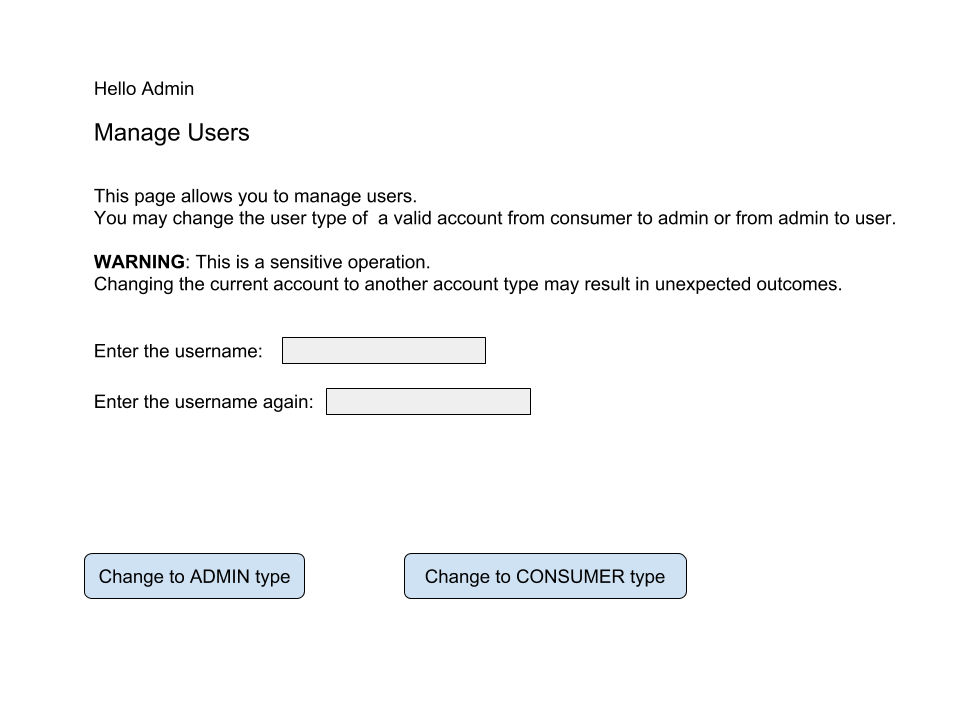 Hello Admin
Manage Users
This page allows you to manage users.
You may change the user type of  a valid account from consumer to admin or from admin to user.
WARNING: This is a sensitive operation.
Changing the current account to another account type may result in unexpected outcomes.
Enter the username:
Enter the username again:
Change to ADMIN type
Change to CONSUMER type